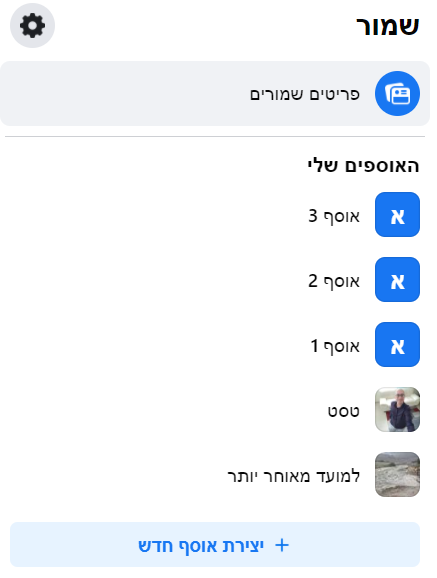 שמור
פריטים שמורים
האוספים שלי
א אוסף 3
א אוסף 2
א אוסף 1
טסט
למועד מאוחר יותר
+ יצירת אוסף חדש